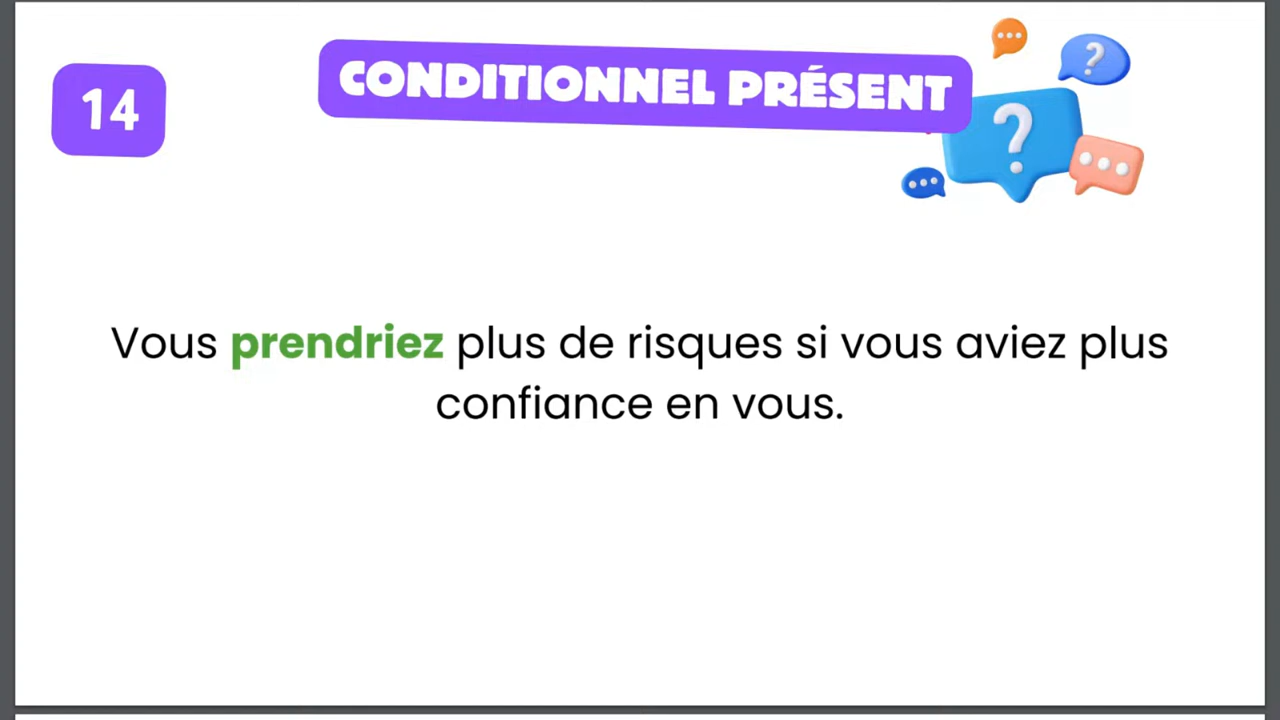 14
CONDITIONNEL PRÉSENT
?
?
Vous prendriez plus de risques si vous aviez plus
confiance en vous.